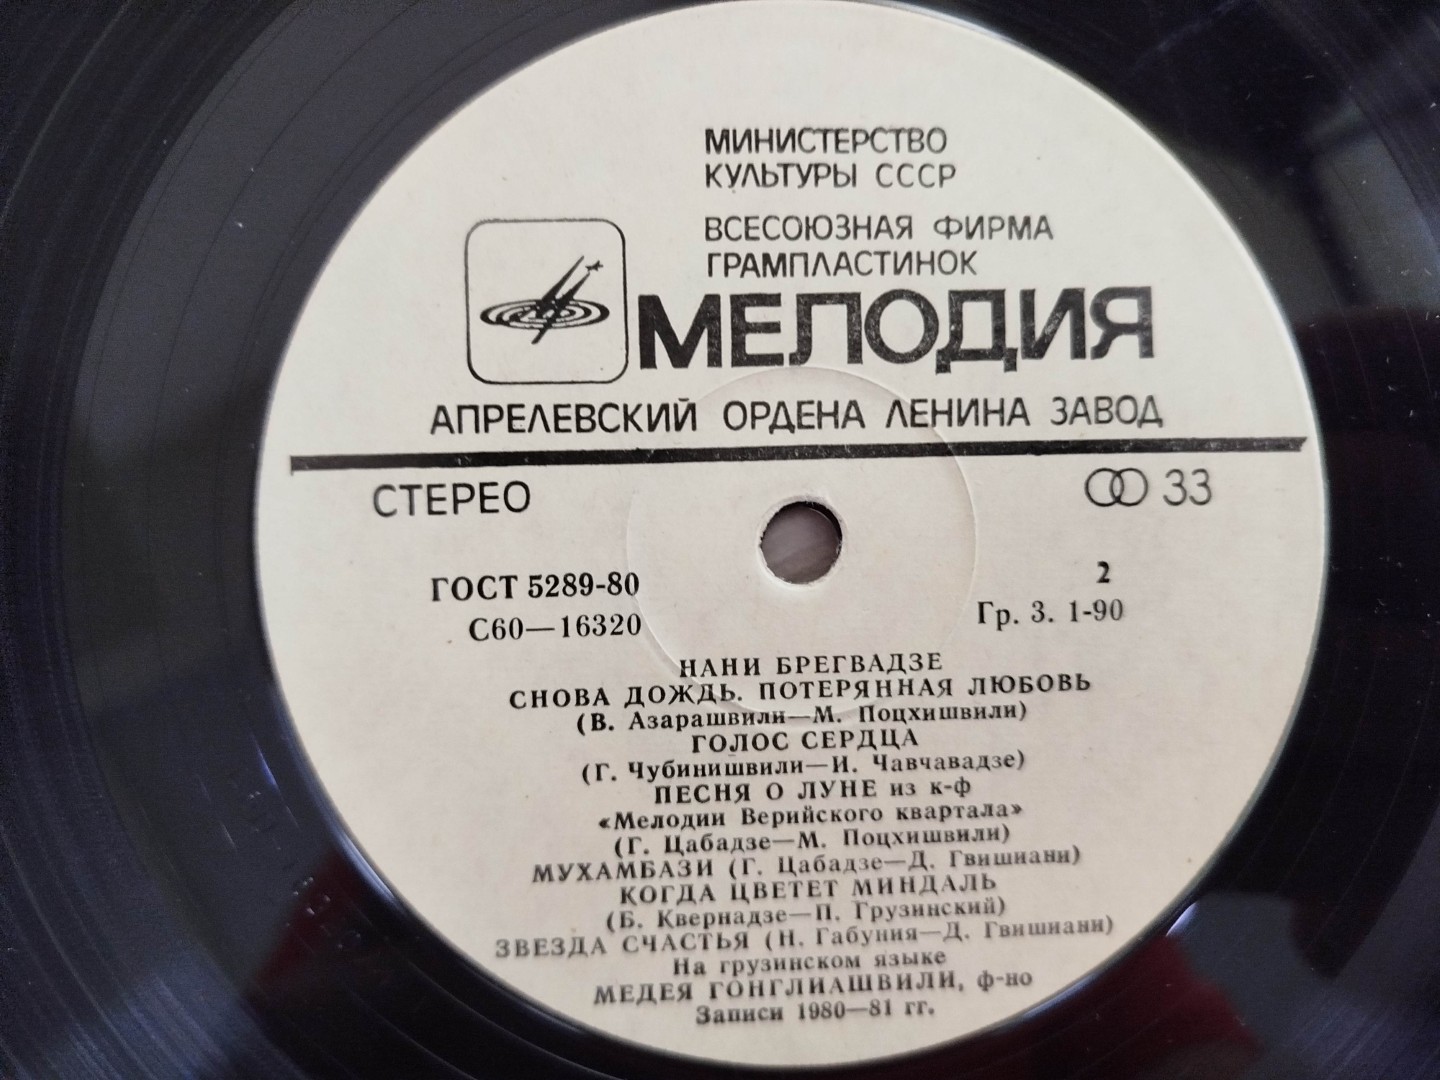 МИНИСТЕРСТВО
КУЛЬТУРЫ СССР
ВСЕСОЮЗНАЯ ФИРМА
ГРАМПЛАСТИНОК
МЕЛОДИЯ
АПРЕЛЕВСКИЙ ОРДЕНА ЛЕНИНА ЗАВОД
СТЕРЕО
33
ГОСТ 5289-80
2
С60—16320
Гр. 3. 1-90
НАНИ БРЕГВАДЗЕ
СНОВА ДОЖДЬ. ПОТЕРЯННАЯ ЛЮБОВЬ
(В. Азарашвили—М. Поцхишвили)
ГОЛОС СЕРДЦА
(Г. Чубинишвили—И. Чавчавадзе)
ПЕСНЯ О ЛУНЕ из к-ф
«Мелодии Верийского квартала»
(Г. Цабадзе—М. Поцхишвили)
МУХАМБАЗИ (Г. Цабадзе—Д. Гвишиани)
КОГДА ЦВЕТЕТ МИНДАЛЬ
(Б. Квернадзе—П. Грузинский)
ЗВЕЗДА СЧАСТЬЯ (Н. Габуния—Д. Гвишиани)
На грузинском языке
МЕДЕЯ ГОНГЛИАШВИЛИ, ф-но
Записи 1980—81 гг.